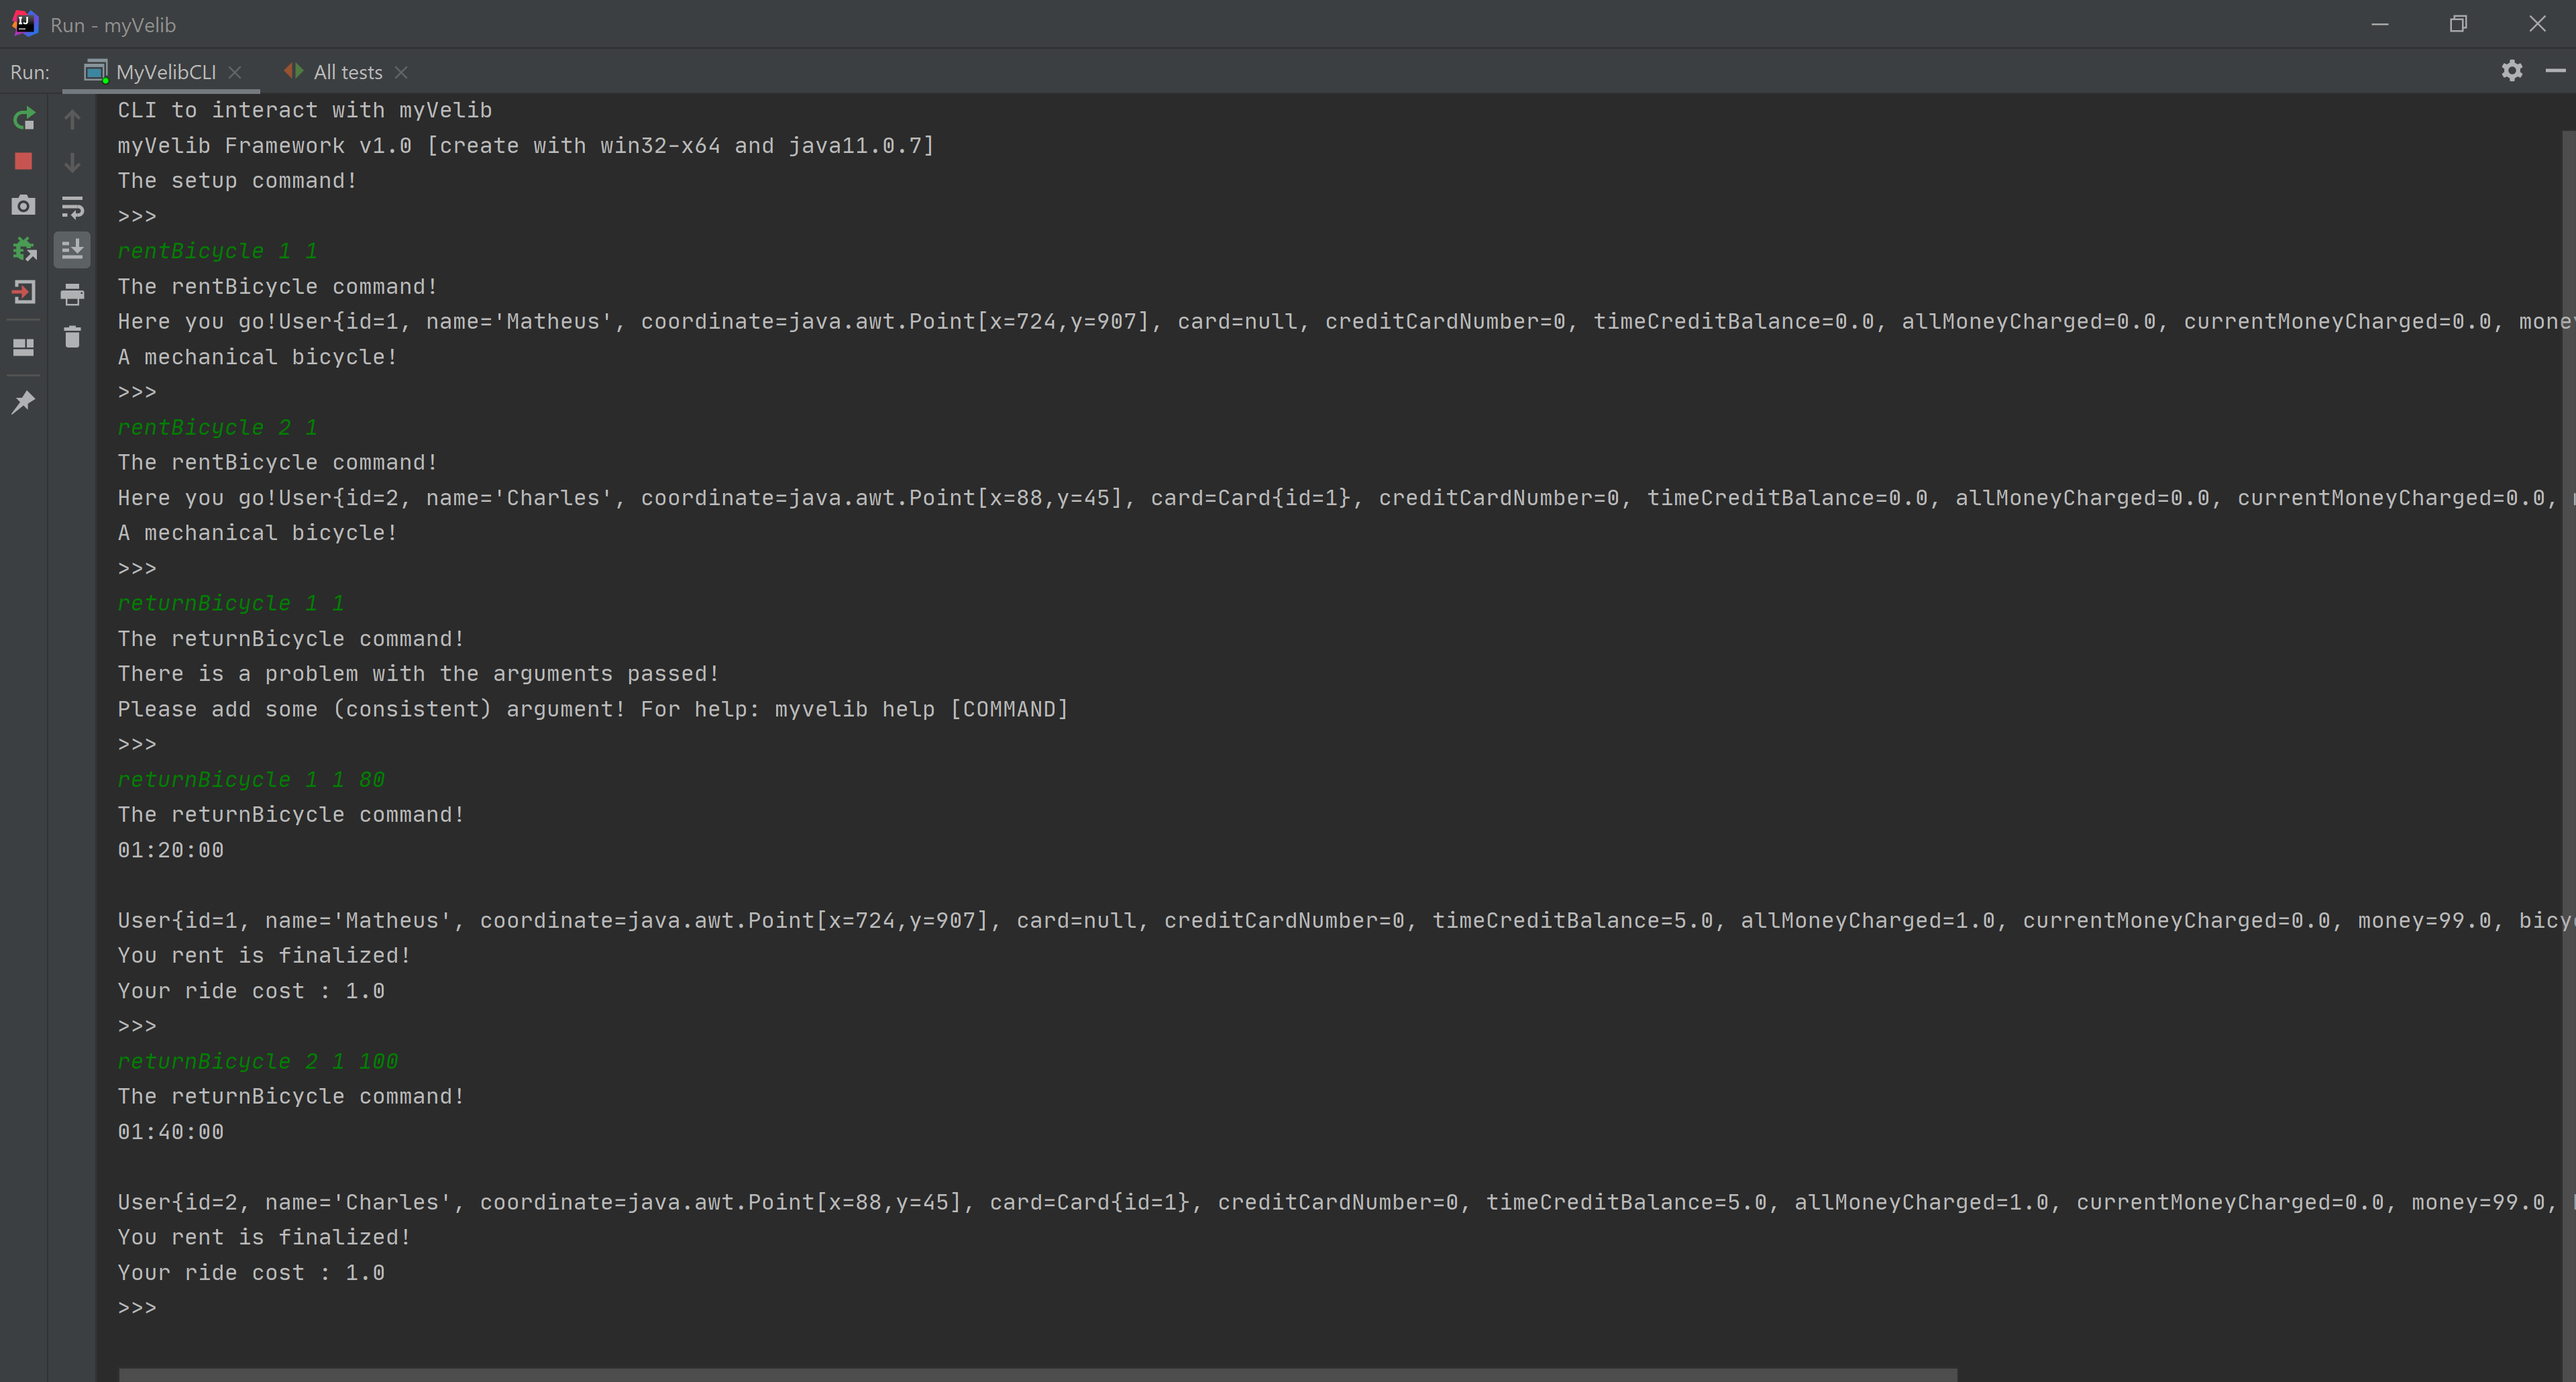 Run - myVelib
Run: MyVelibCLI All tests
CLI to interact with myVelib
myVelib Framework v1.0 [create with win32-x64 and java11.0.7]
The setup command!
>>>
rentBicycle 1 1
The rentBicycle command!
Here you go!User{id=1, name='Matheus', coordinate=java.awt.Point[x=724,y=907], card=null, creditCardNumber=0, timeCreditBalance=0.0, allMoneyCharged=0.0, currentMoneyCharged=0.0,
A mechanical bicycle!
>>>
rentBicycle 2 1
The rentBicycle command!
Here you go!User{id=2, name='Charles', coordinate=java.awt.Point[x=88,y=45], card=Card{id=1}, creditCardNumber=0, timeCreditBalance=0.0, allMoneyCharged=0.0, currentMoneyCharged=0.0,
A mechanical bicycle!
>>>
returnBicycle 1 1
The returnBicycle command!
There is a problem with the arguments passed!
Please add some (consistent) argument! For help: myvelib help [COMMAND]
>>>
returnBicycle 1 1 80
The returnBicycle command!
01:20:00
User{id=1, name='Matheus', coordinate=java.awt.Point[x=724,y=907], card=null, creditCardNumber=0, timeCreditBalance=5.0, allMoneyCharged=1.0, currentMoneyCharged=0.0, money=99.0,
You rent is finalized!
Your ride cost : 1.0
>>>
returnBicycle 2 1 100
The returnBicycle command!
01:40:00
User{id=2, name='Charles', coordinate=java.awt.Point[x=88,y=45], card=Card{id=1}, creditCardNumber=0, timeCreditBalance=5.0, allMoneyCharged=1.0, currentMoneyCharged=0.0, money=99.0,
You rent is finalized!
Your ride cost : 1.0
>>>